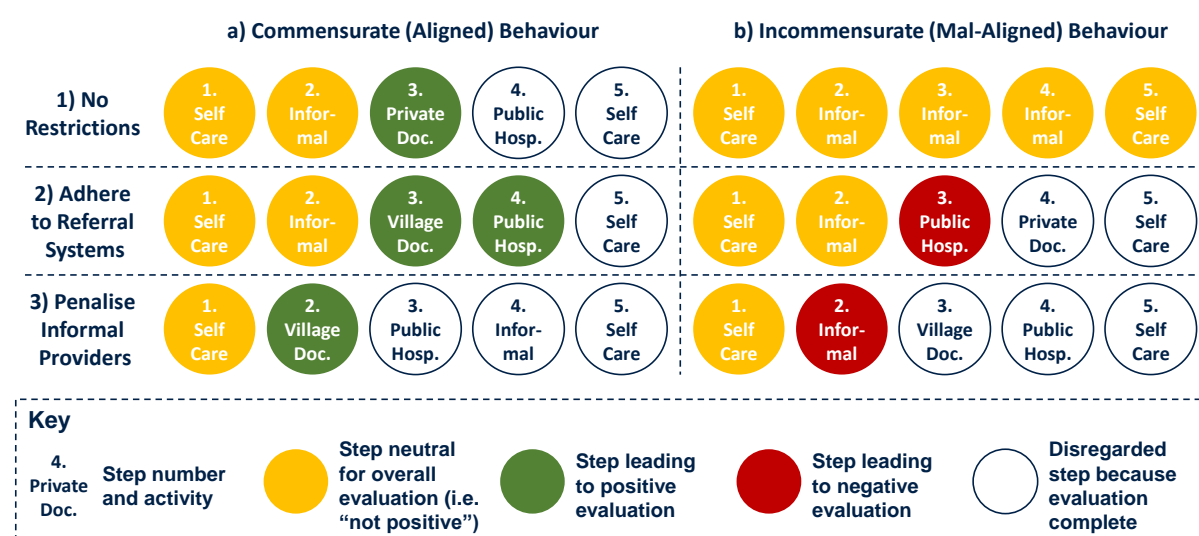 a) Commensurate (Aligned) Behaviour
b) Incommensurate (Mal-Aligned) Behaviour
1) No
Restrictions
1.
Self
Care
2.
Infor-
mal
3.
Private
Doc.
4.
Public
Hosp.
5.
Self
Care
1.
Self
Care
2.
Infor-
mal
3.
Infor-
mal
4.
Infor-
mal
5.
Self
Care
2) Adhere
to Referral
Systems
1.
Self
Care
2.
Infor-
mal
3.
Village
Doc.
4.
Public
Hosp.
5.
Self
Care
1.
Self
Care
2.
Infor-
mal
3.
Public
Hosp.
4.
Private
Doc.
5.
Self
Care
3) Penalise
Informal
Providers
1.
Self
Care
2.
Village
Doc.
3.
Public
Hosp.
4.
Infor-
mal
5.
Self
Care
1.
Self
Care
2.
Infor-
mal
3.
Village
Doc.
4.
Public
Hosp.
5.
Self
Care
Key
4.
Private
Doc.
Step number
and activity
Step neutral
for overall
evaluation (i.e.
“not positive”)
Step leading
to positive
evaluation
Step leading
to negative
evaluation
Disregarded
step because
evaluation
complete